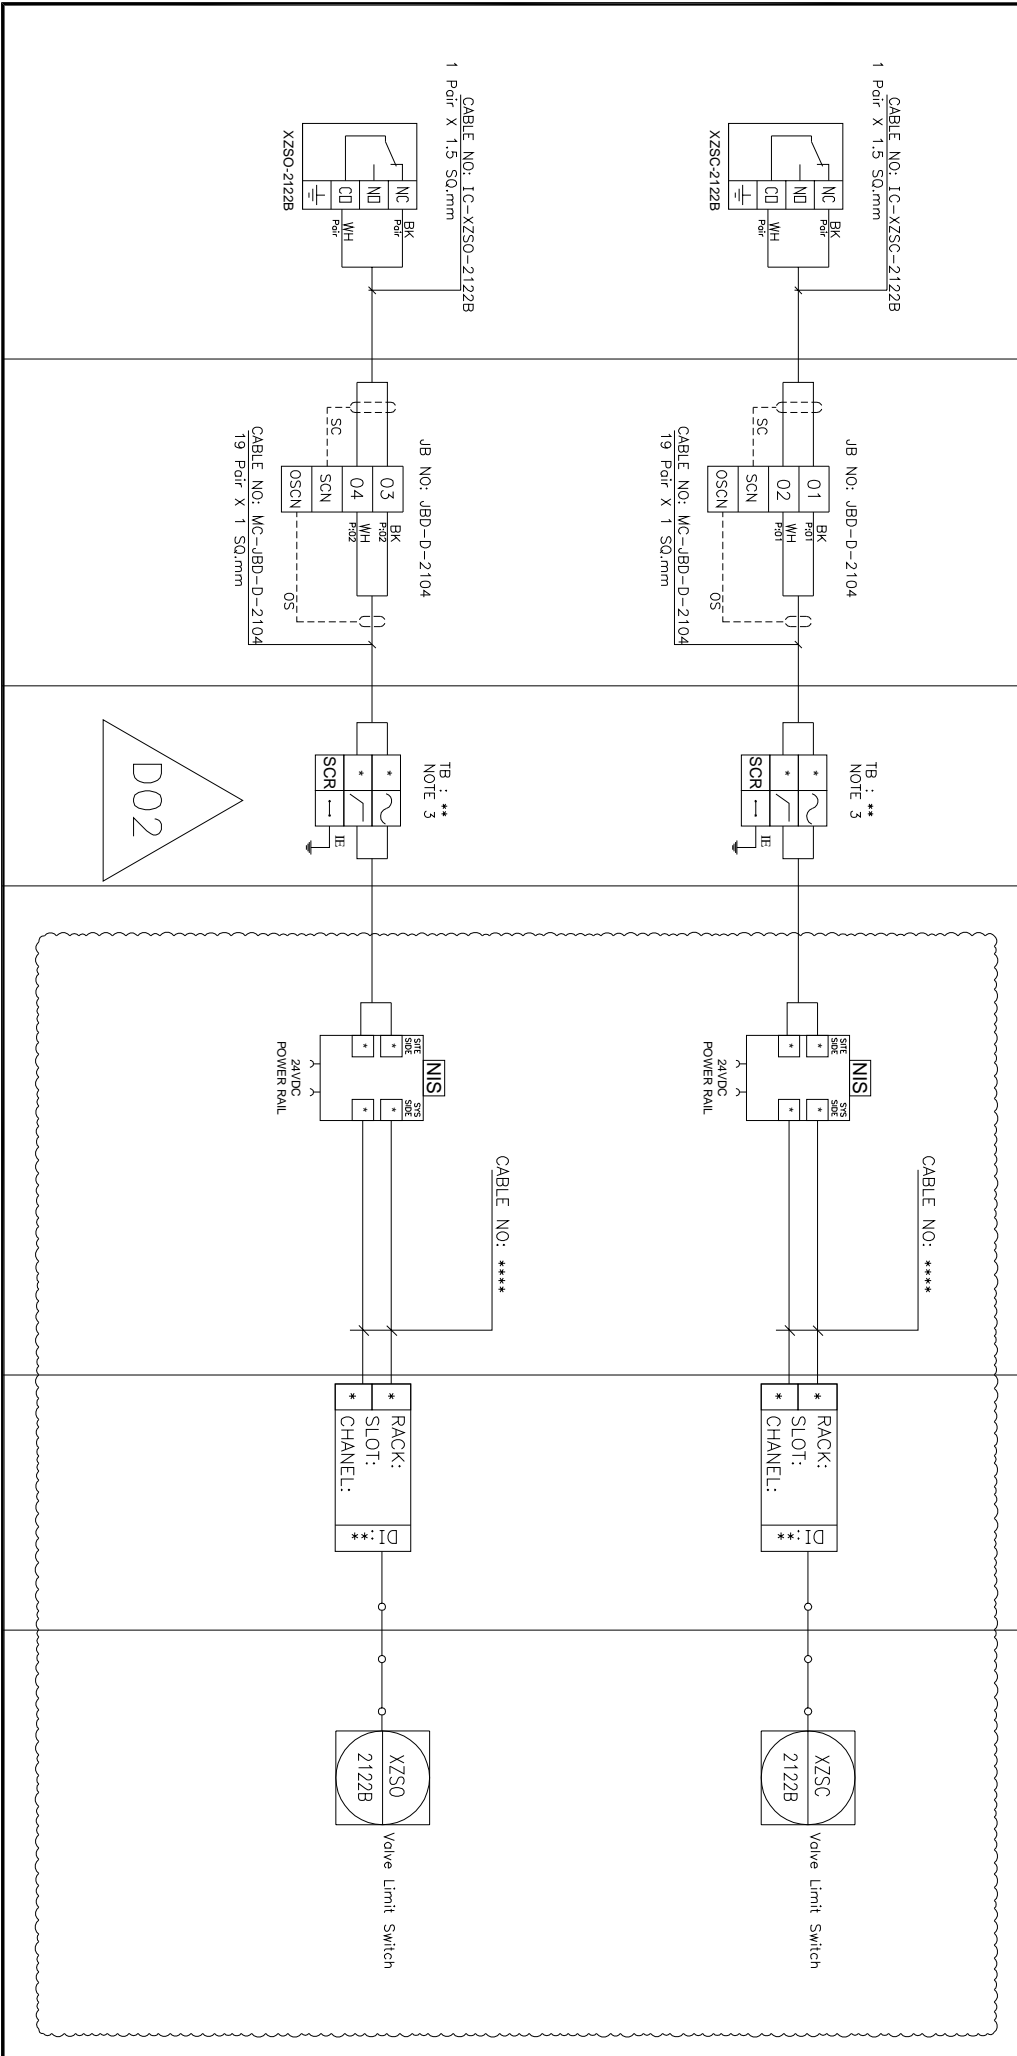 CABLE NO: IC-XZSC-2122B
1 Pair X 1.5 SQ.mm
NC
NO
CO
BK
Pair
WH
Pair
XZSC-2122B
JB NO: JBD-D-2104
SC
01
02
SCN
OSCN
BK
P:01
WH
P:01
OS
CABLE NO: MC-JBD-D-2104
19 Pair X 1 SQ.mm
TB : **
NOTE 3
*
*
SCR
IE
NIS
SITE
SIDE
SYS
SIDE
*
*
*
*
24VDC
POWER RAIL
CABLE NO: ****
*
*
RACK:
SLOT:
CHANEL:
DI:**
XZSC
2122B
Valve Limit Switch
CABLE NO: IC-XZSO-2122B
1 Pair X 1.5 SQ.mm
NC
NO
CO
BK
Pair
WH
Pair
XZSO-2122B
JB NO: JBD-D-2104
SC
03
04
SCN
OSCN
BK
P:02
WH
P:02
OS
CABLE NO: MC-JBD-D-2104
19 Pair X 1 SQ.mm
TB : **
NOTE 3
*
*
SCR
IE
NIS
SITE
SIDE
SYS
SIDE
*
*
*
*
24VDC
POWER RAIL
CABLE NO: ****
*
*
RACK:
SLOT:
CHANEL:
DI:**
XZSO
2122B
Valve Limit Switch
D02